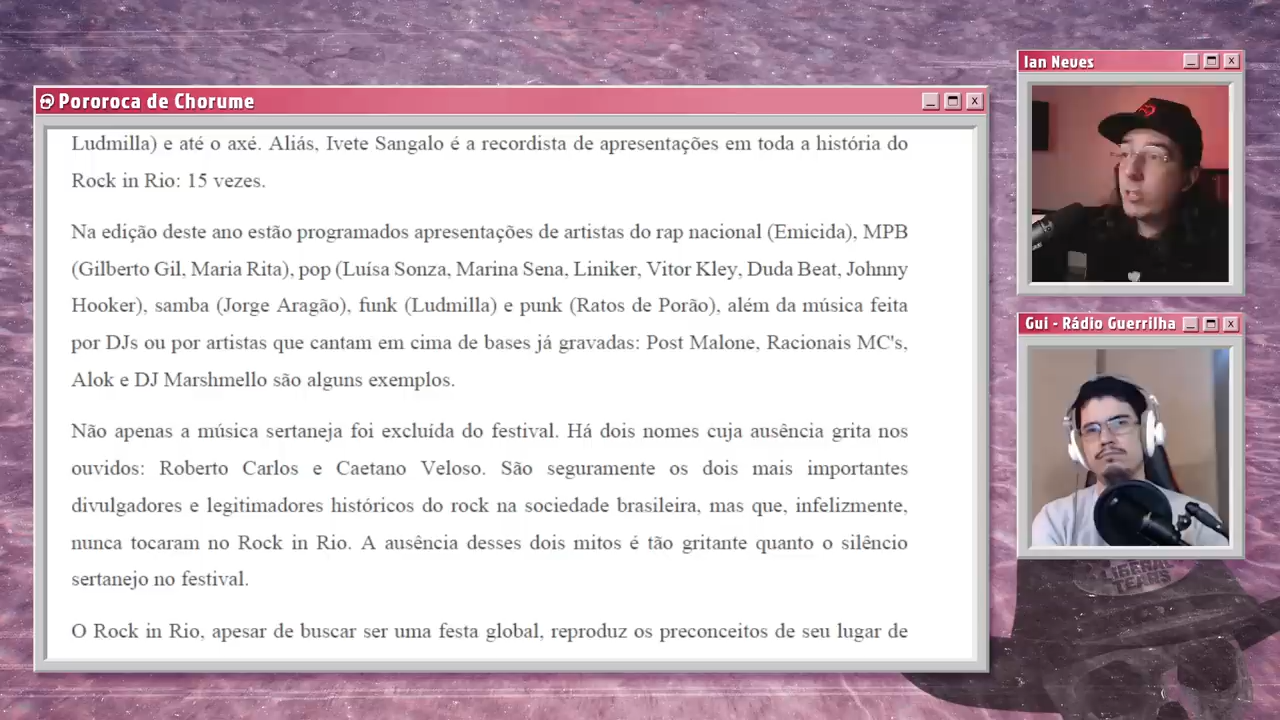 Pororoca de Chorume
Ludmilla) e até o axé. Aliás, Ivete Sangalo é a recordista de apresentações em toda a história do
Rock in Rio: 15 vezes.
Na edição deste ano estão programados apresentações de artistas do rap nacional (Emicida), MPB
(Gilberto Gil, Maria Rita), pop (Luísa Sonza, Marina Sena, Liniker, Vitor Kley, Duda Beat, Johnny
Hooker), samba (Jorge Aragão), funk (Ludmilla) e punk (Ratos de Porão), além da música feita
por DJs ou por artistas que cantam em cima de bases já gravadas: Post Malone, Racionais MC's,
Alok e DJ Marshmello são alguns exemplos.
Não apenas a música sertaneja foi excluída do festival. Há dois nomes cuja ausência grita nos
ouvidos: Roberto Carlos e Caetano Veloso. São seguramente os dois mais importantes
divulgadores e legitimadores históricos do rock na sociedade brasileira, mas que, infelizmente,
nunca tocaram no Rock in Rio. A ausência desses dois mitos é tão gritante quanto o silêncio
sertanejo no festival.
O Rock in Rio, apesar de buscar ser uma festa global, reproduz os preconceitos de seu lugar de
Ian Neves
Gui - Rádio Guerrilha
LIBERAL
TEARS